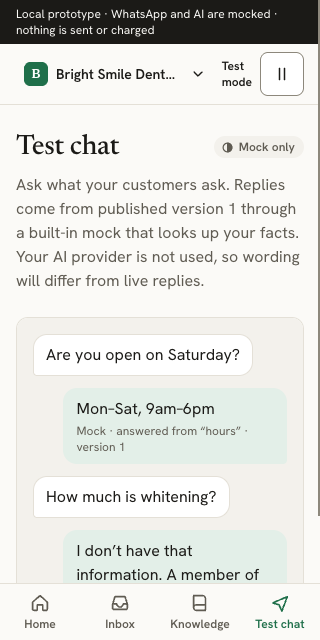 Local prototype · WhatsApp and AI are mocked ·
nothing is sent or charged
B Bright Smile Dent...
Test
mode
Test chat
Mock only
Ask what your customers ask. Replies
come from published version 1 through
a built-in mock that looks up your facts.
Your AI provider is not used, so wording
will differ from live replies.
Are you open on Saturday?
Mon–Sat, 9am–6pm
Mock · answered from “hours” ·
version 1
How much is whitening?
I don’t have that
information. A member of
Home Inbox Knowledge Test chat